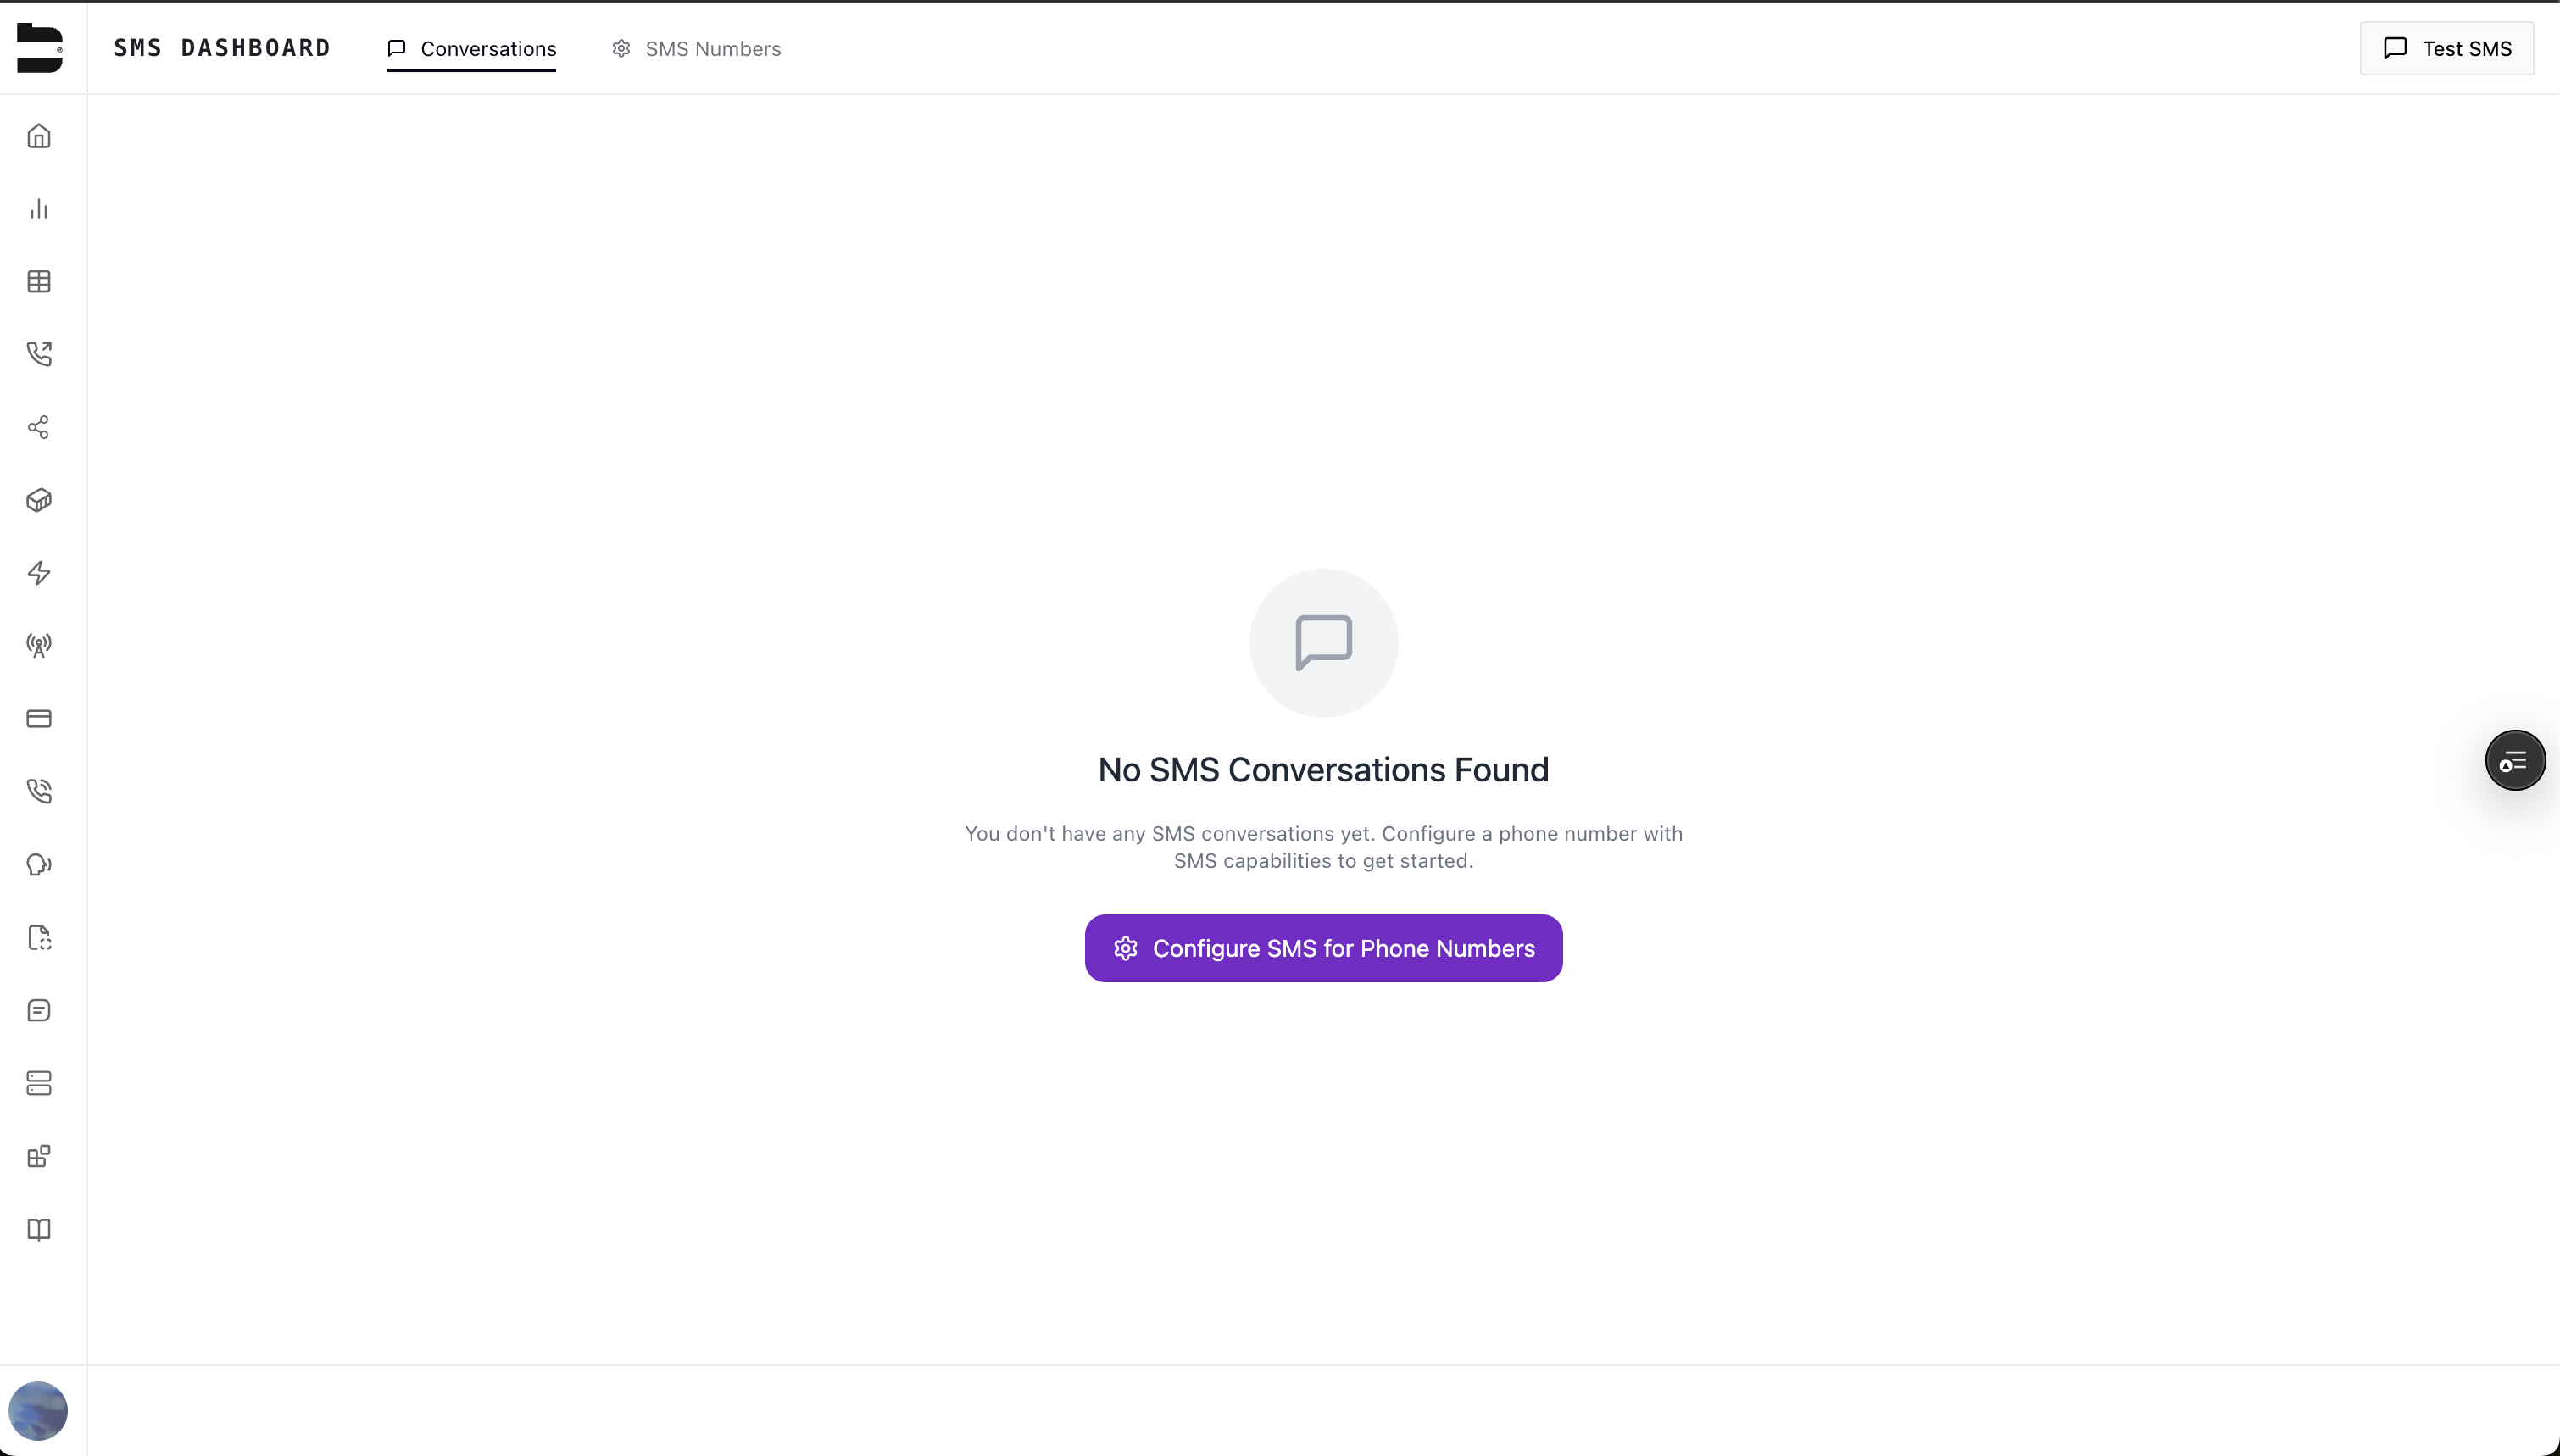 SMS DASHBOARD
Conversations
SMS Numbers
Test SMS
No SMS Conversations Found
You don't have any SMS conversations yet. Configure a phone number with
SMS capabilities to get started.
Configure SMS for Phone Numbers